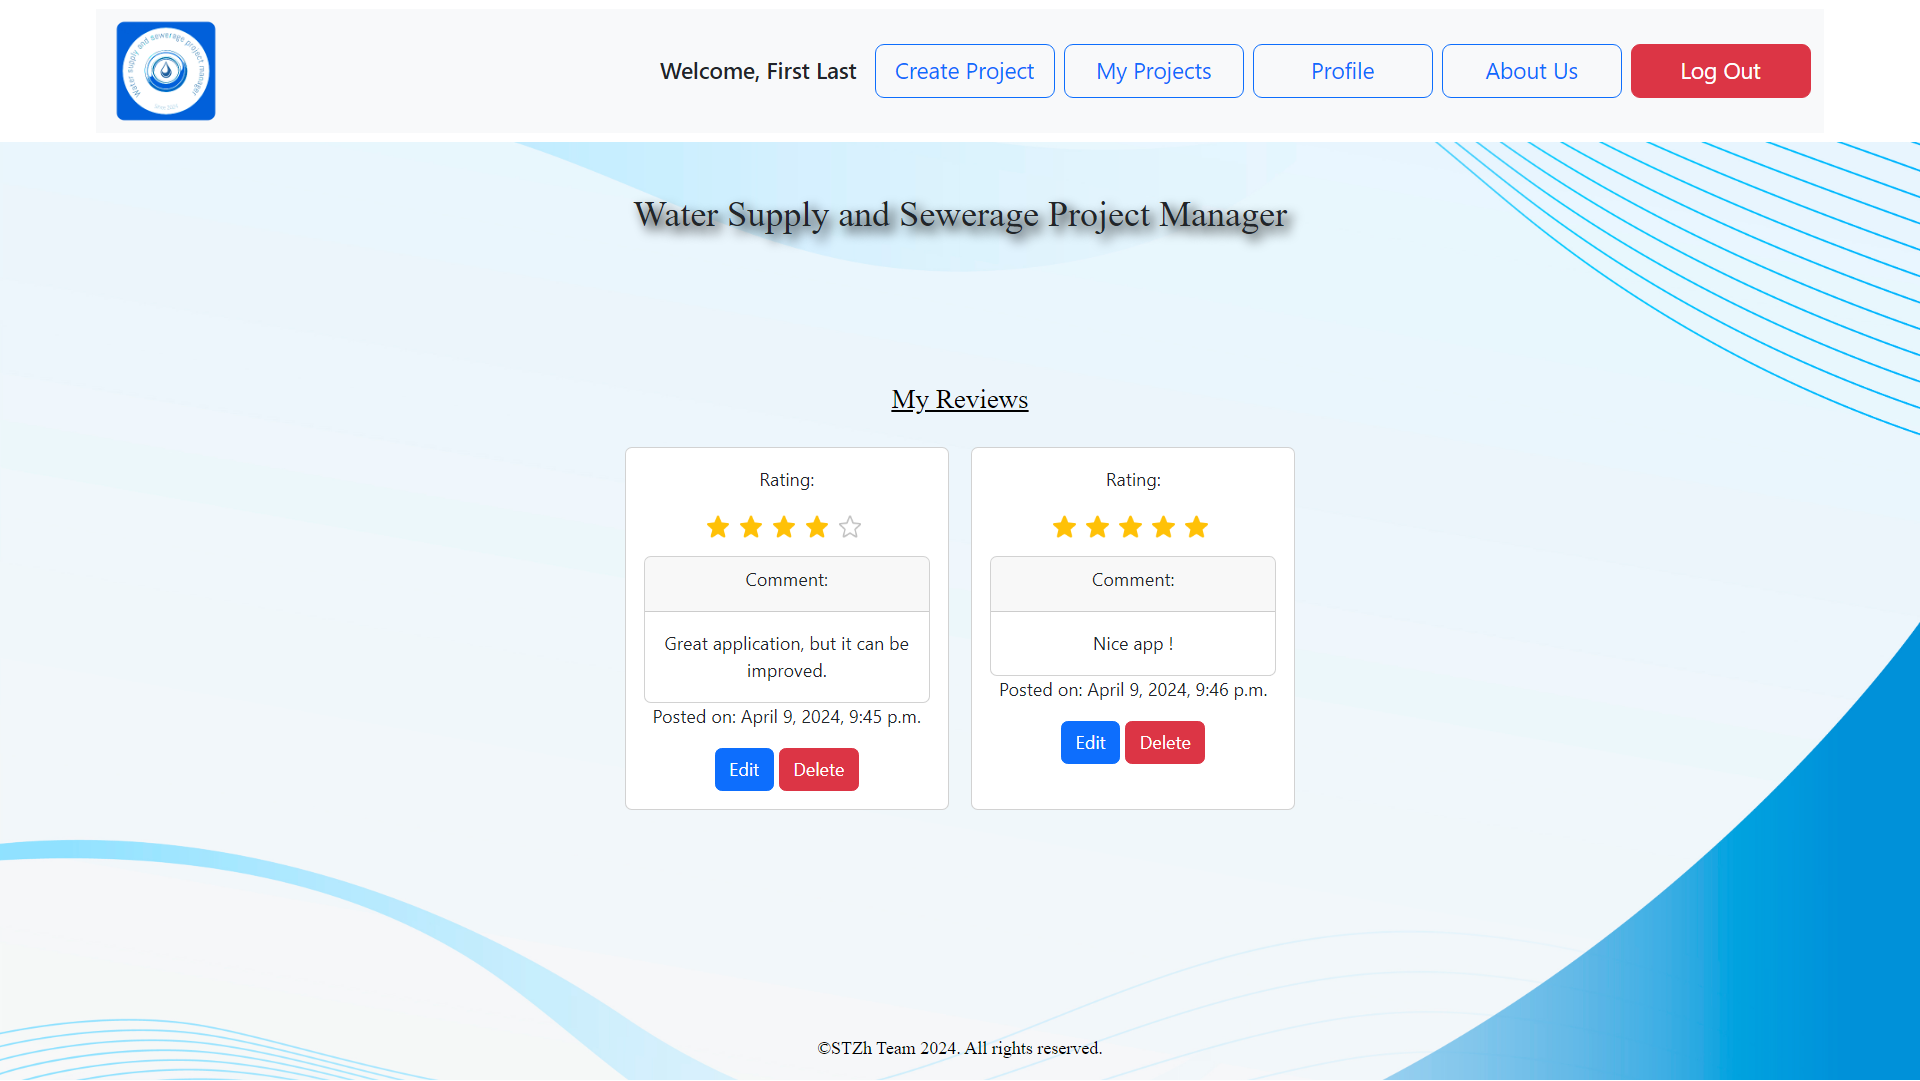 Water supply and sewerage project manager
Since 2024
Welcome, First Last
Create Project
My Projects
Profile
About Us
Log Out
Water Supply and Sewerage Project Manager
My Reviews
Rating:
Comment:
Great application, but it can be
improved.
Posted on: April 9, 2024, 9:45 p.m.
Edit
Delete
Rating:
Comment:
Nice app !
Posted on: April 9, 2024, 9:46 p.m.
Edit
Delete
©STZh Team 2024. All rights reserved.